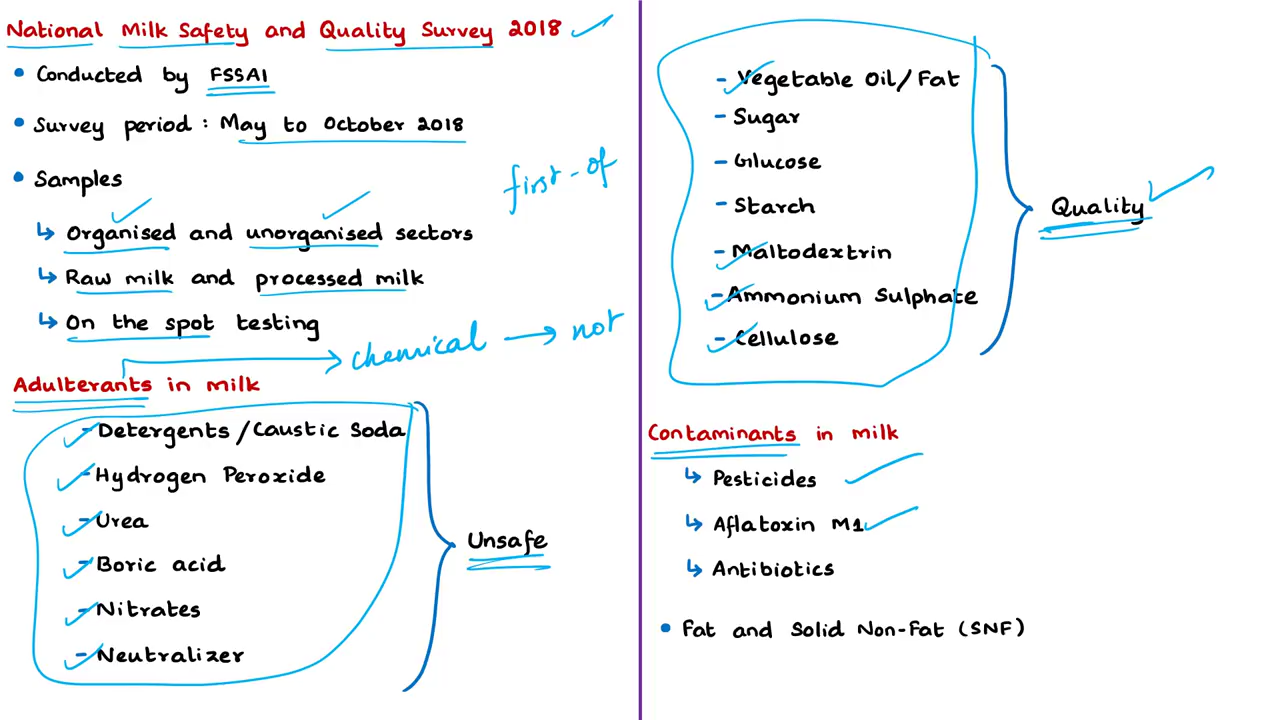 National Milk Safety and Quality Survey 2018
• Conducted by FSSAI
• Survey period : May to October 2018
• Samples
first-of
↳ Organised and unorganised sectors
↳ Raw milk and processed milk
↳ On the spot testing
chemical → not
Adulterants in milk
- Detergents/Caustic Soda
- Hydrogen Peroxide
- Urea
- Boric acid
- Nitrates
- Neutralizer
Unsafe
- Vegetable Oil/Fat
- Sugar
- Glucose
- Starch
- Maltodextrin
- Ammonium Sulphate
- Cellulose
Quality
Contaminants in milk
↳ Pesticides
↳ Aflatoxin M1
↳ Antibiotics
• Fat and Solid Non-Fat (SNF)